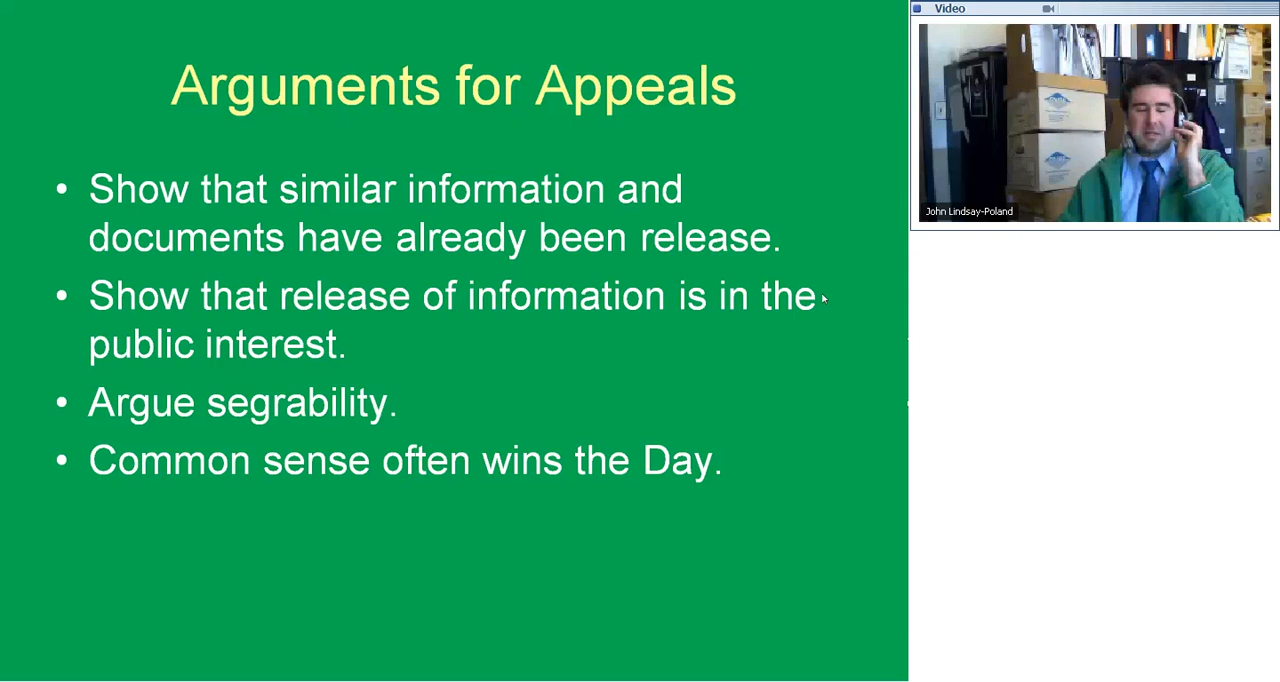 Arguments for Appeals
• Show that similar information and
documents have already been release.
• Show that release of information is in the
public interest.
• Argue segrability.
• Common sense often wins the Day.
Video
John Lindsay-Poland